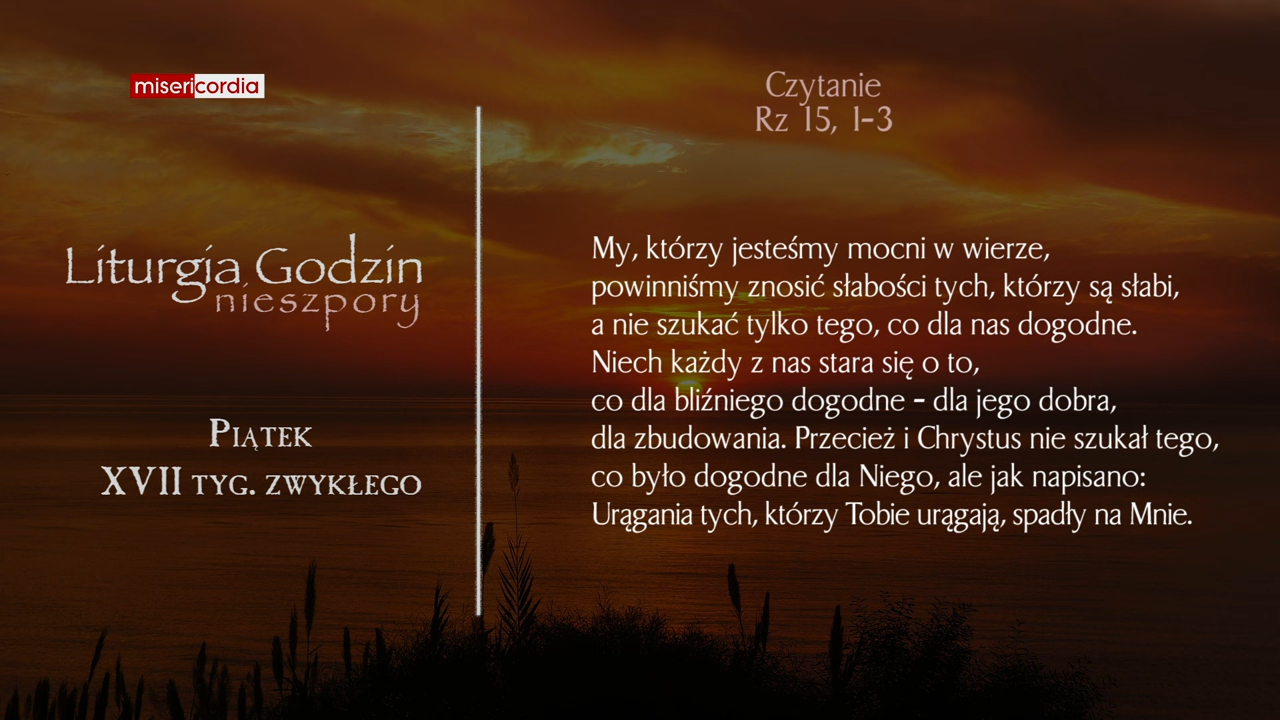 misericordia
Liturgia Godzin
nieszpory
Piątek
XVII tyg. zwykłego
Czytanie
Rz 15, 1-3
My, którzy jesteśmy mocni w wierze,
powinniśmy znosić słabości tych, którzy są słabi,
a nie szukać tylko tego, co dla nas dogodne.
Niech każdy z nas stara się o to,
co dla bliźniego dogodne - dla jego dobra,
dla zbudowania. Przecież i Chrystus nie szukał tego,
co było dogodne dla Niego, ale jak napisano:
Urągania tych, którzy Tobie urągają, spadły na Mnie.